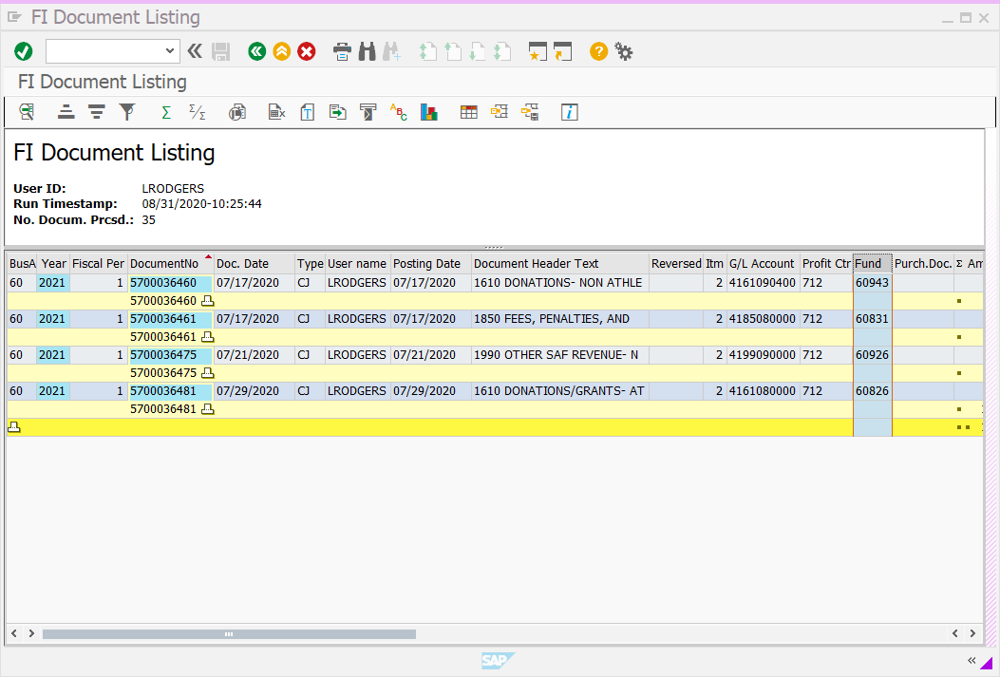 FI Document Listing
FI Document Listing
FI Document Listing
User ID: LRODGERS
Run Timestamp: 08/31/2020-10:25:44
No. Docum. Prcsd.: 35
BusA Year Fiscal Per DocumentNo Doc. Date Type User name Posting Date Document Header Text Reversed Itm G/L Account Profit Ctr Fund Purch.Doc. Σ Am
60 2021 1 5700036460 07/17/2020 CJ LRODGERS 07/17/2020 1610 DONATIONS- NON ATHLE 2 4161090400 712 60943
5700036460
60 2021 1 5700036461 07/17/2020 CJ LRODGERS 07/17/2020 1850 FEES, PENALTIES, AND 2 4185080000 712 60831
5700036461
60 2021 1 5700036475 07/21/2020 CJ LRODGERS 07/21/2020 1990 OTHER SAF REVENUE- N 2 4199090000 712 60926
5700036475
60 2021 1 5700036481 07/29/2020 CJ LRODGERS 07/29/2020 1610 DONATIONS/GRANTS- AT 2 4161080000 712 60826
5700036481
SAP